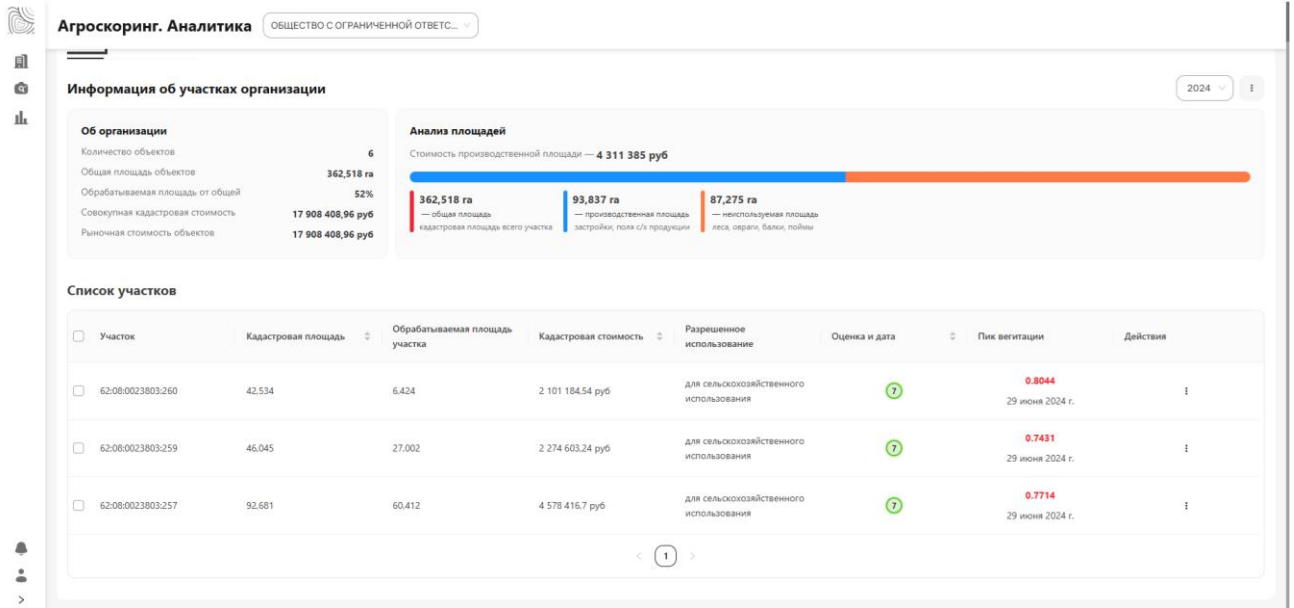 Агроскоринг. Аналитика
ОБЩЕСТВО С ОГРАНИЧЕННОЙ ОТВЕТС...
Информация об участках организации
2024
Об организации
Количество объектов 6
Общая площадь объектов 362,518 га
Обрабатываемая площадь от общей 52%
Совокупная кадастровая стоимость 17 908 408,96 руб
Рыночная стоимость объектов 17 908 408,96 руб
Анализ площадей
Стоимость производственной площади — 4 311 385 руб
362,518 га
— общая площадь
кадастровая площадь всего участка
93,837 га
— производственная площадь
застройки, поля с/х продукции
87,275 га
— неиспользуемая площадь
леса, овраги, балки, поймы
Список участков
Участок Кадастровая площадь Обрабатываемая площадь участка Кадастровая стоимость Разрешенное использование Оценка и дата Пик вегитации Действия
62:08:0023803:260 42,534 6,424 2 101 184,54 руб для сельскохозяйственного использования 7 0.8044 29 июня 2024 г.
62:08:0023803:259 46,045 27,002 2 274 603,24 руб для сельскохозяйственного использования 7 0.7431 29 июня 2024 г.
62:08:0023803:257 92,681 60,412 4 578 416,7 руб для сельскохозяйственного использования 7 0.7714 29 июня 2024 г.
< 1 >